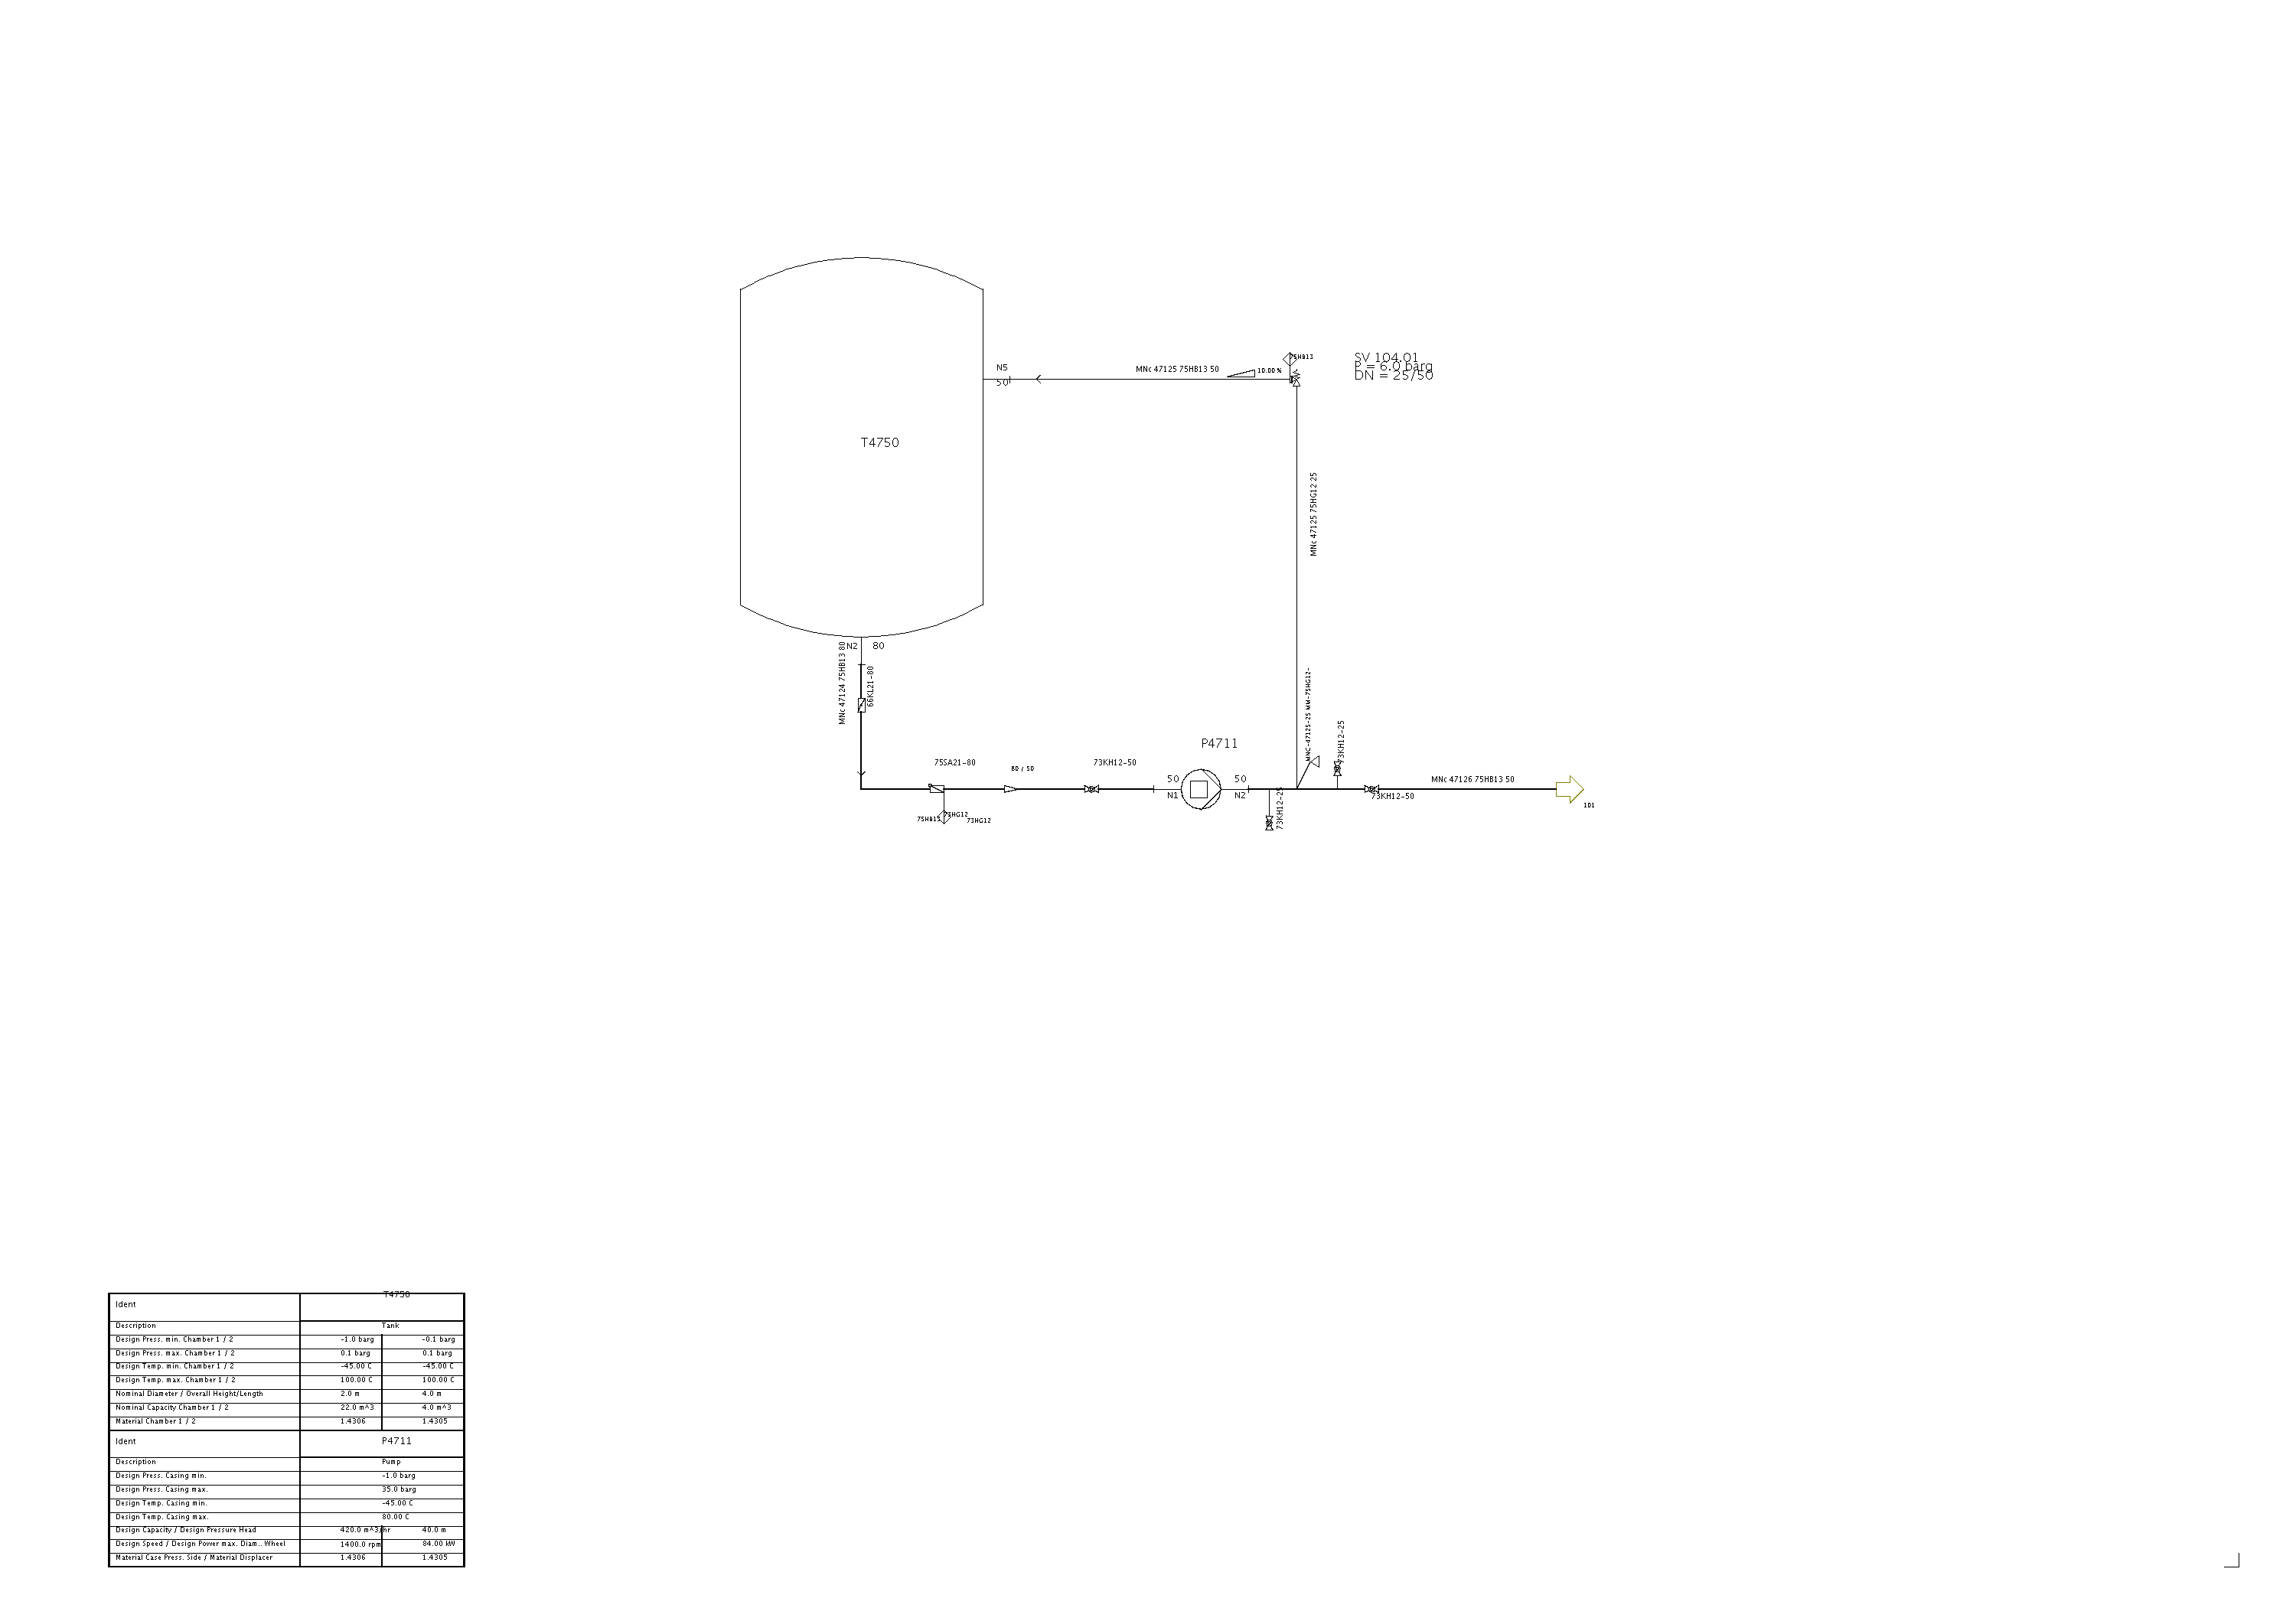 N5
50
MNc 47125 75HB13 50
10.00 %
75HB13
SV 104.01
P = 6.0 barg
DN = 25/50
T4750
MNc 47125 75HG12 25
N2
80
MNc 47124 75HB13 80
66KL21-80
75SA21-80
80 / 50
73KH12-50
P4711
50
N1
50
N2
MNC-47125-25 MM-75HG12-
73KH12-25
73KH12-25
73KH12-50
MNc 47126 75HB13 50
101
73HG12
73HG12
Ident
T4750
Description
Tank
Design Press. min. Chamber 1 / 2
-1.0 barg
-0.1 barg
Design Press. max. Chamber 1 / 2
0.1 barg
0.1 barg
Design Temp. min. Chamber 1 / 2
-45.00 C
-45.00 C
Design Temp. max. Chamber 1 / 2
100.00 C
100.00 C
Nominal Diameter / Overall Height/Length
2.0 m
4.0 m
Nominal Capacity Chamber 1 / 2
22.0 m^3
4.0 m^3
Material Chamber 1 / 2
1.4306
1.4305
Ident
P4711
Description
Pump
Design Press. Casing min.
-1.0 barg
Design Press. Casing max.
35.0 barg
Design Temp. Casing min.
-45.00 C
Design Temp. Casing max.
80.00 C
Design Capacity / Design Pressure Head
420.0 m^3/hr
40.0 m
Design Speed / Design Power max. Diam.. Wheel
1400.0 rpm
84.00 kW
Material Case Press. Side / Material Displacer
1.4306
1.4305